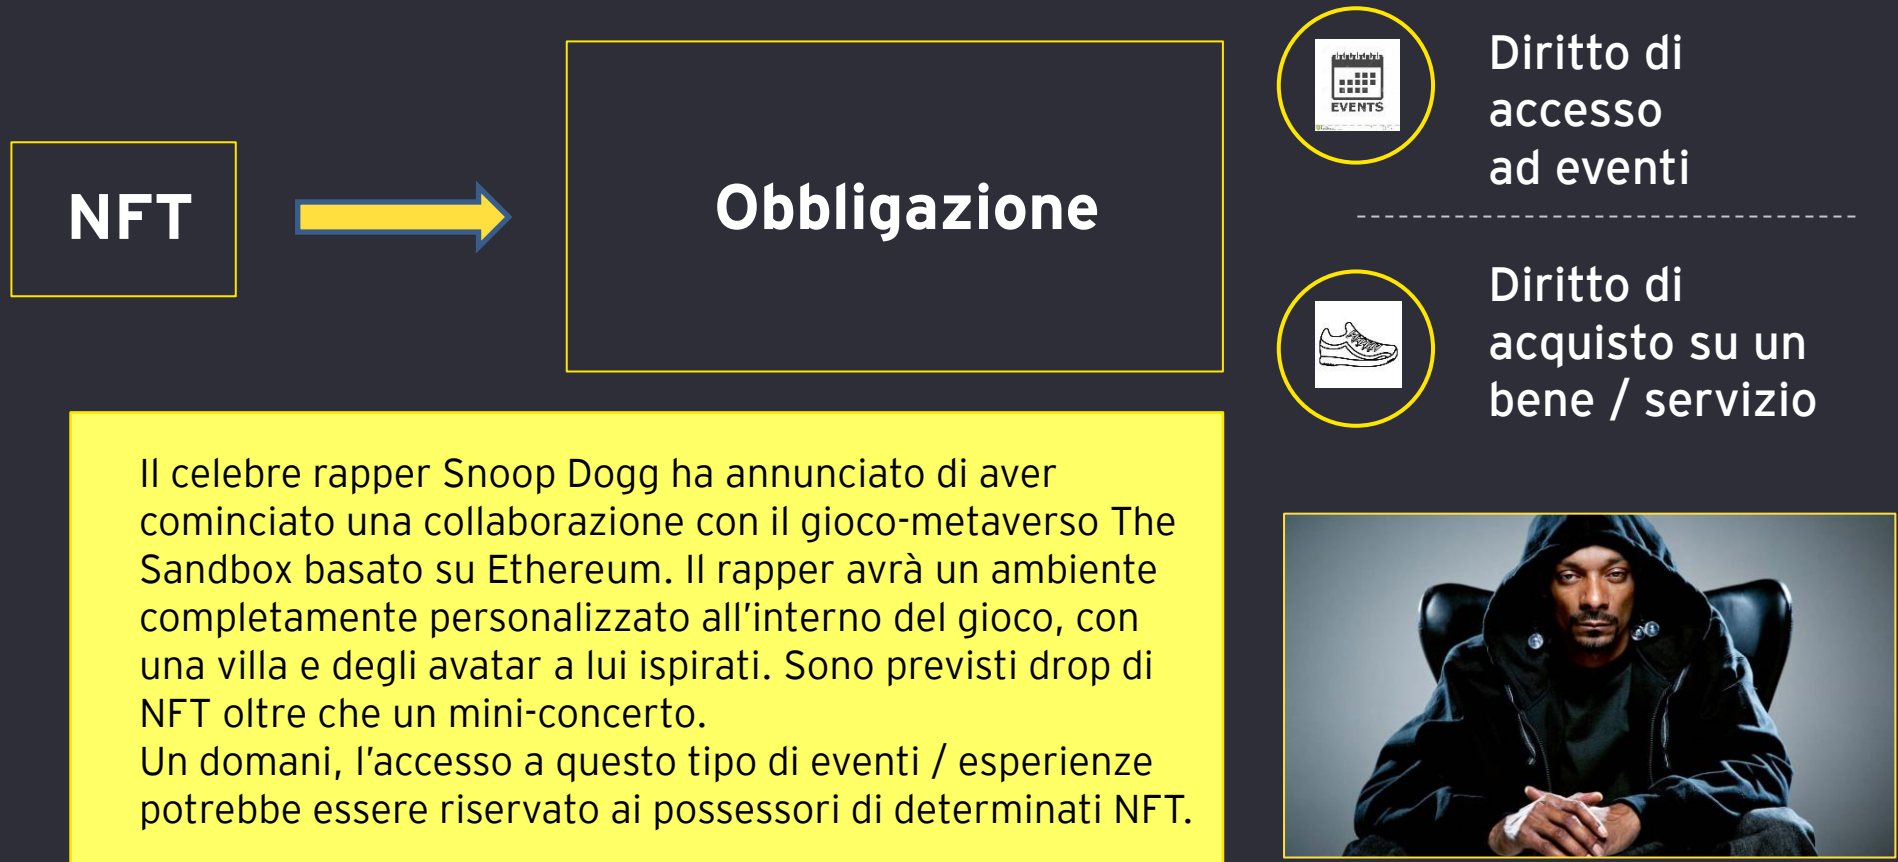 NFT
Obbligazione
EVENTS
Diritto di
accesso
ad eventi
Diritto di
acquisto su un
bene / servizio
Il celebre rapper Snoop Dogg ha annunciato di aver
cominciato una collaborazione con il gioco-metaverso The
Sandbox basato su Ethereum. Il rapper avrà un ambiente
completamente personalizzato all'interno del gioco, con
una villa e degli avatar a lui ispirati. Sono previsti drop di
NFT oltre che un mini-concerto.
Un domani, l'accesso a questo tipo di eventi / esperienze
potrebbe essere riservato ai possessori di determinati NFT.